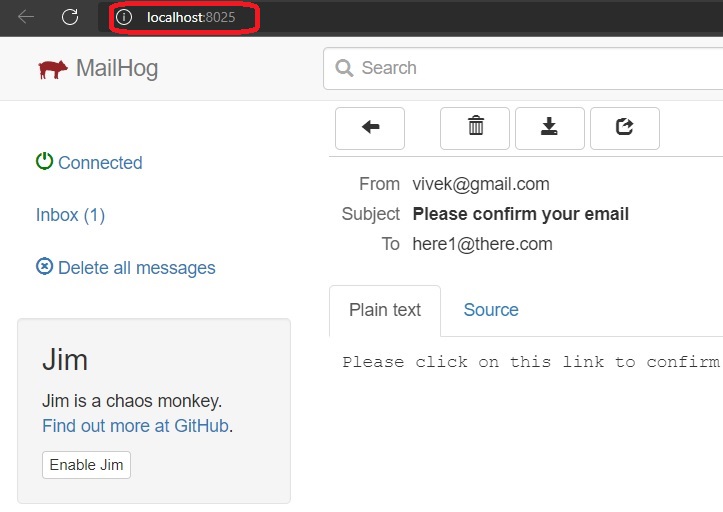 localhost:8025
MailHog
Search
Connected
Inbox (1)
Delete all messages
From vivek@gmail.com
Subject Please confirm your email
To here1@there.com
Plain text Source
Please click on this link to confirm
Jim
Jim is a chaos monkey.
Find out more at GitHub.
Enable Jim